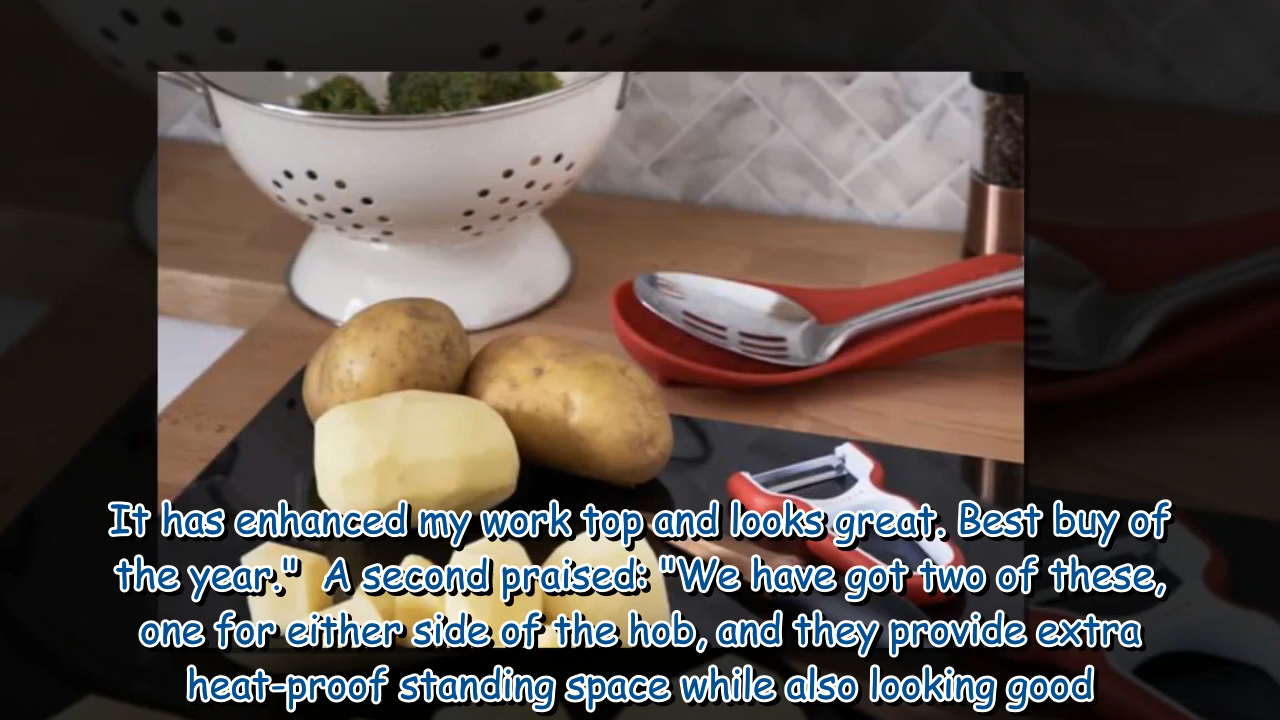 It has enhanced my work top and looks great. Best buy of
the year."  A second praised: "We have got two of these,
one for either side of the hob, and they provide extra
heat-proof standing space while also looking good